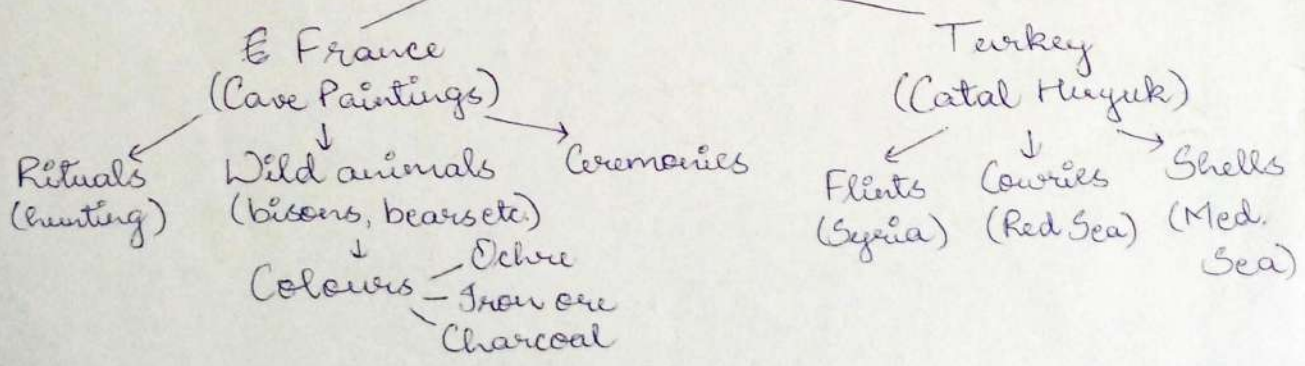 France
(Cave Paintings)
Rituals
(hunting)
Wild animals
(bisons, bears etc.)
Ceremonies
Colours
Ochre
Iron ore
Charcoal
Turkey
(Catal Huyuk)
Flints
(Syria)
Cowries
(Red Sea)
Shells
(Med.
Sea)